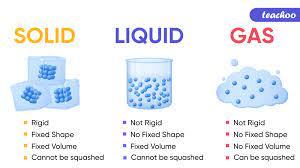 teachoo
SOLID
LIQUID
GAS
Rigid
Fixed Shape
Fixed Volume
Cannot be squashed
Not Rigid
No Fixed Shape
Fixed Volume
Cannot be squashed
Not Rigid
No Fixed Shape
No Fixed Volume
Can be squashed